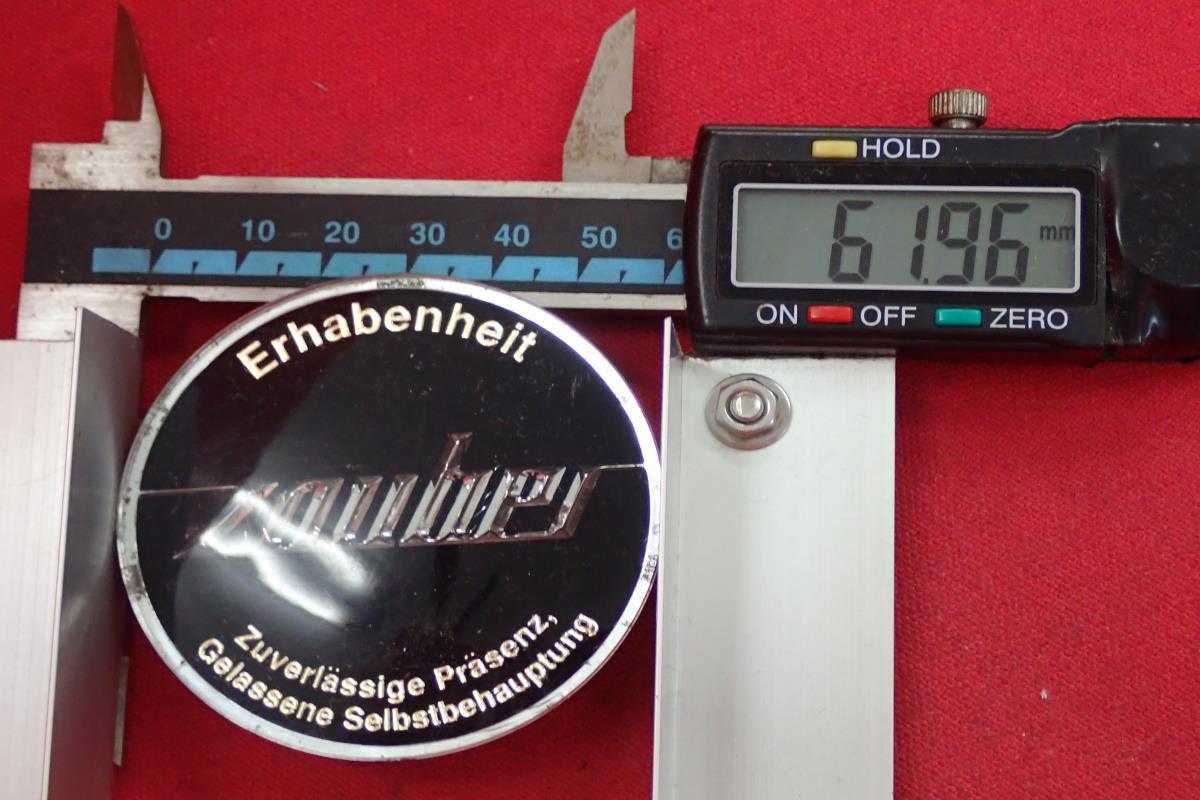 HOLD
0 10 20 30 40 50 6
61.96 mm
ON OFF ZERO
Erhabenheit
rauher
Zuverlässige Präsenz,
Gelassene Selbstbehauptung